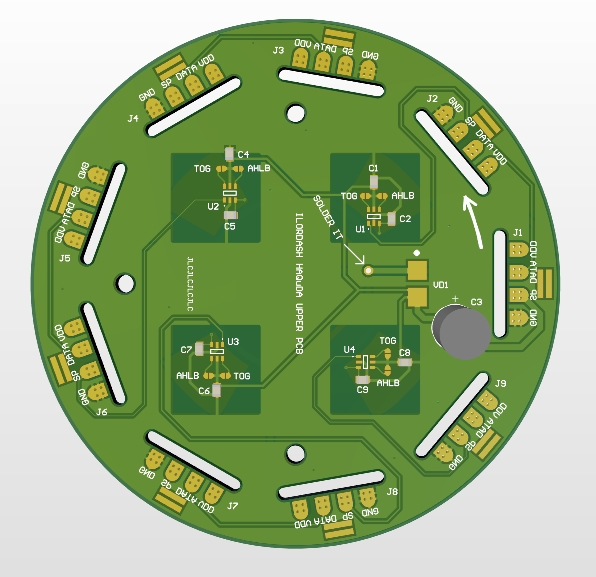 J3
VDD DATA SP GND
J2
GND SP DATA VDD
J4
GND SP DATA VDD
C4
TOG AHLB
U2
C5
C1
TOG AHLB
U1
C2
SOLDER IT
UPPER PCB
JLCJLCJLCJLC
J1
VDD DATA SP GND
J5
GND SP DATA VDD
VD1
+
C3
U3
C7
AHLB TOG
C6
U4
TOG
C8
AHLB
C9
J6
VDD DATA SP GND
J9
VDD DATA SP GND
J7
GND SP DATA VDD
J8
VDD DATA SP GND